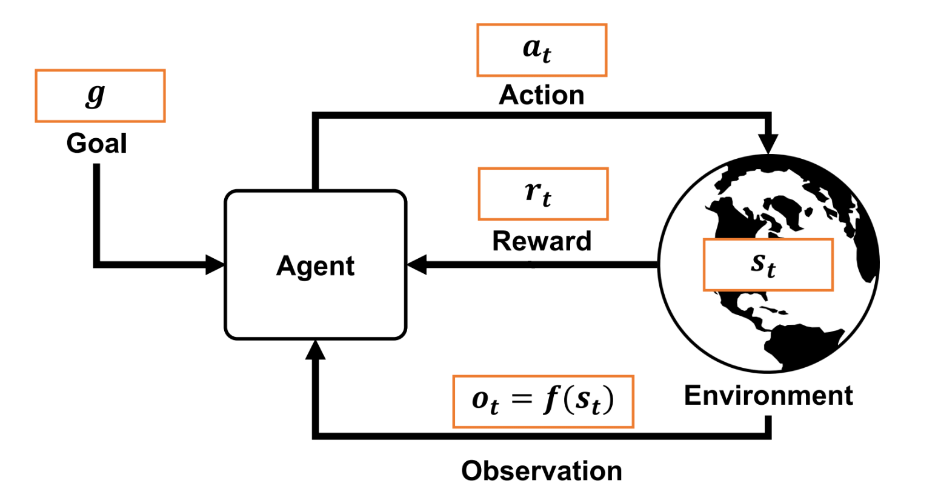 a_t
Action
g
Goal
r_t
Reward
Agent
s_t
o_t = f(s_t)
Environment
Observation